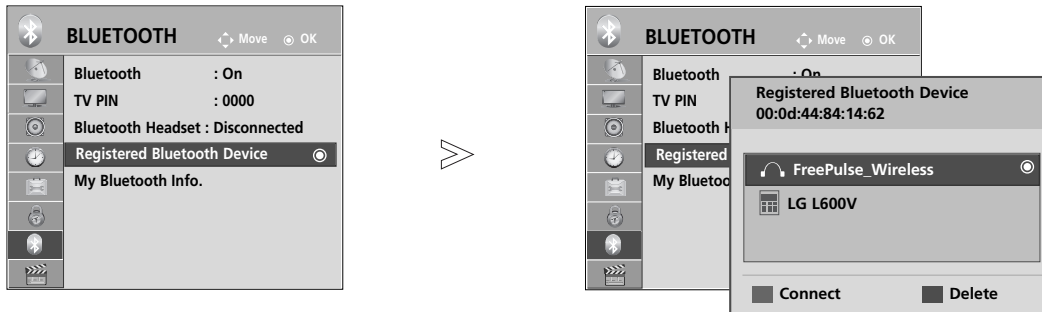 BLUETOOTH Move OK
Bluetooth : On
TV PIN : 0000
Bluetooth Headset : Disconnected
Registered Bluetooth Device
My Bluetooth Info.
BLUETOOTH Move OK
Bluetooth : On
TV PIN
Bluetooth H
Registered
My Bluetoo
Registered Bluetooth Device
00:0d:44:84:14:62
FreePulse_Wireless
LG L600V
Connect Delete